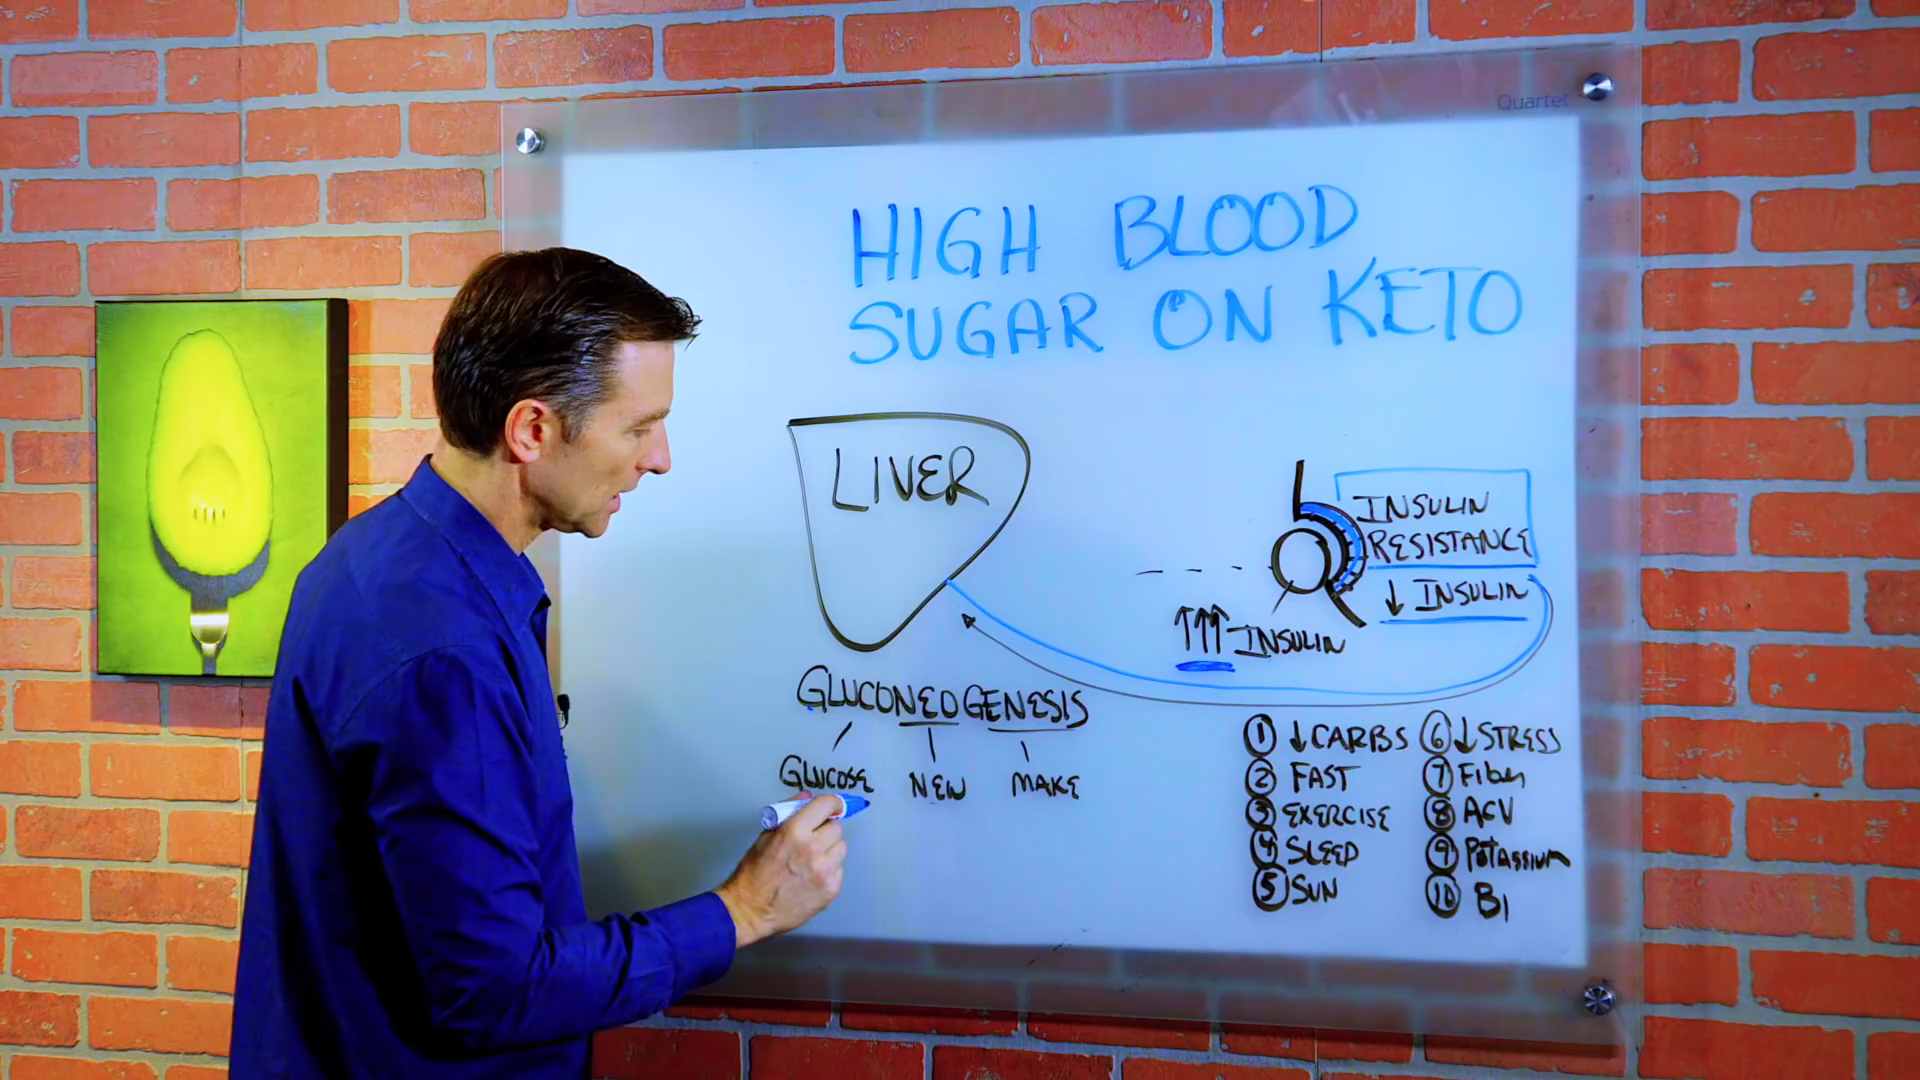 Quartet
HIGH BLOOD
SUGAR ON KETO
LIVER
INSULIN
RESISTANCE
↓ INSULIN
↑↑↑ INSULIN
GLUCONEOGENESIS
GLUCOSE NEW MAKE
① ↓CARBS
② FAST
③ EXERCISE
④ SLEEP
⑤ SUN
⑥ ↓STRESS
⑦ FIBER
⑧ ACV
⑨ POTASSIUM
⑩ B1